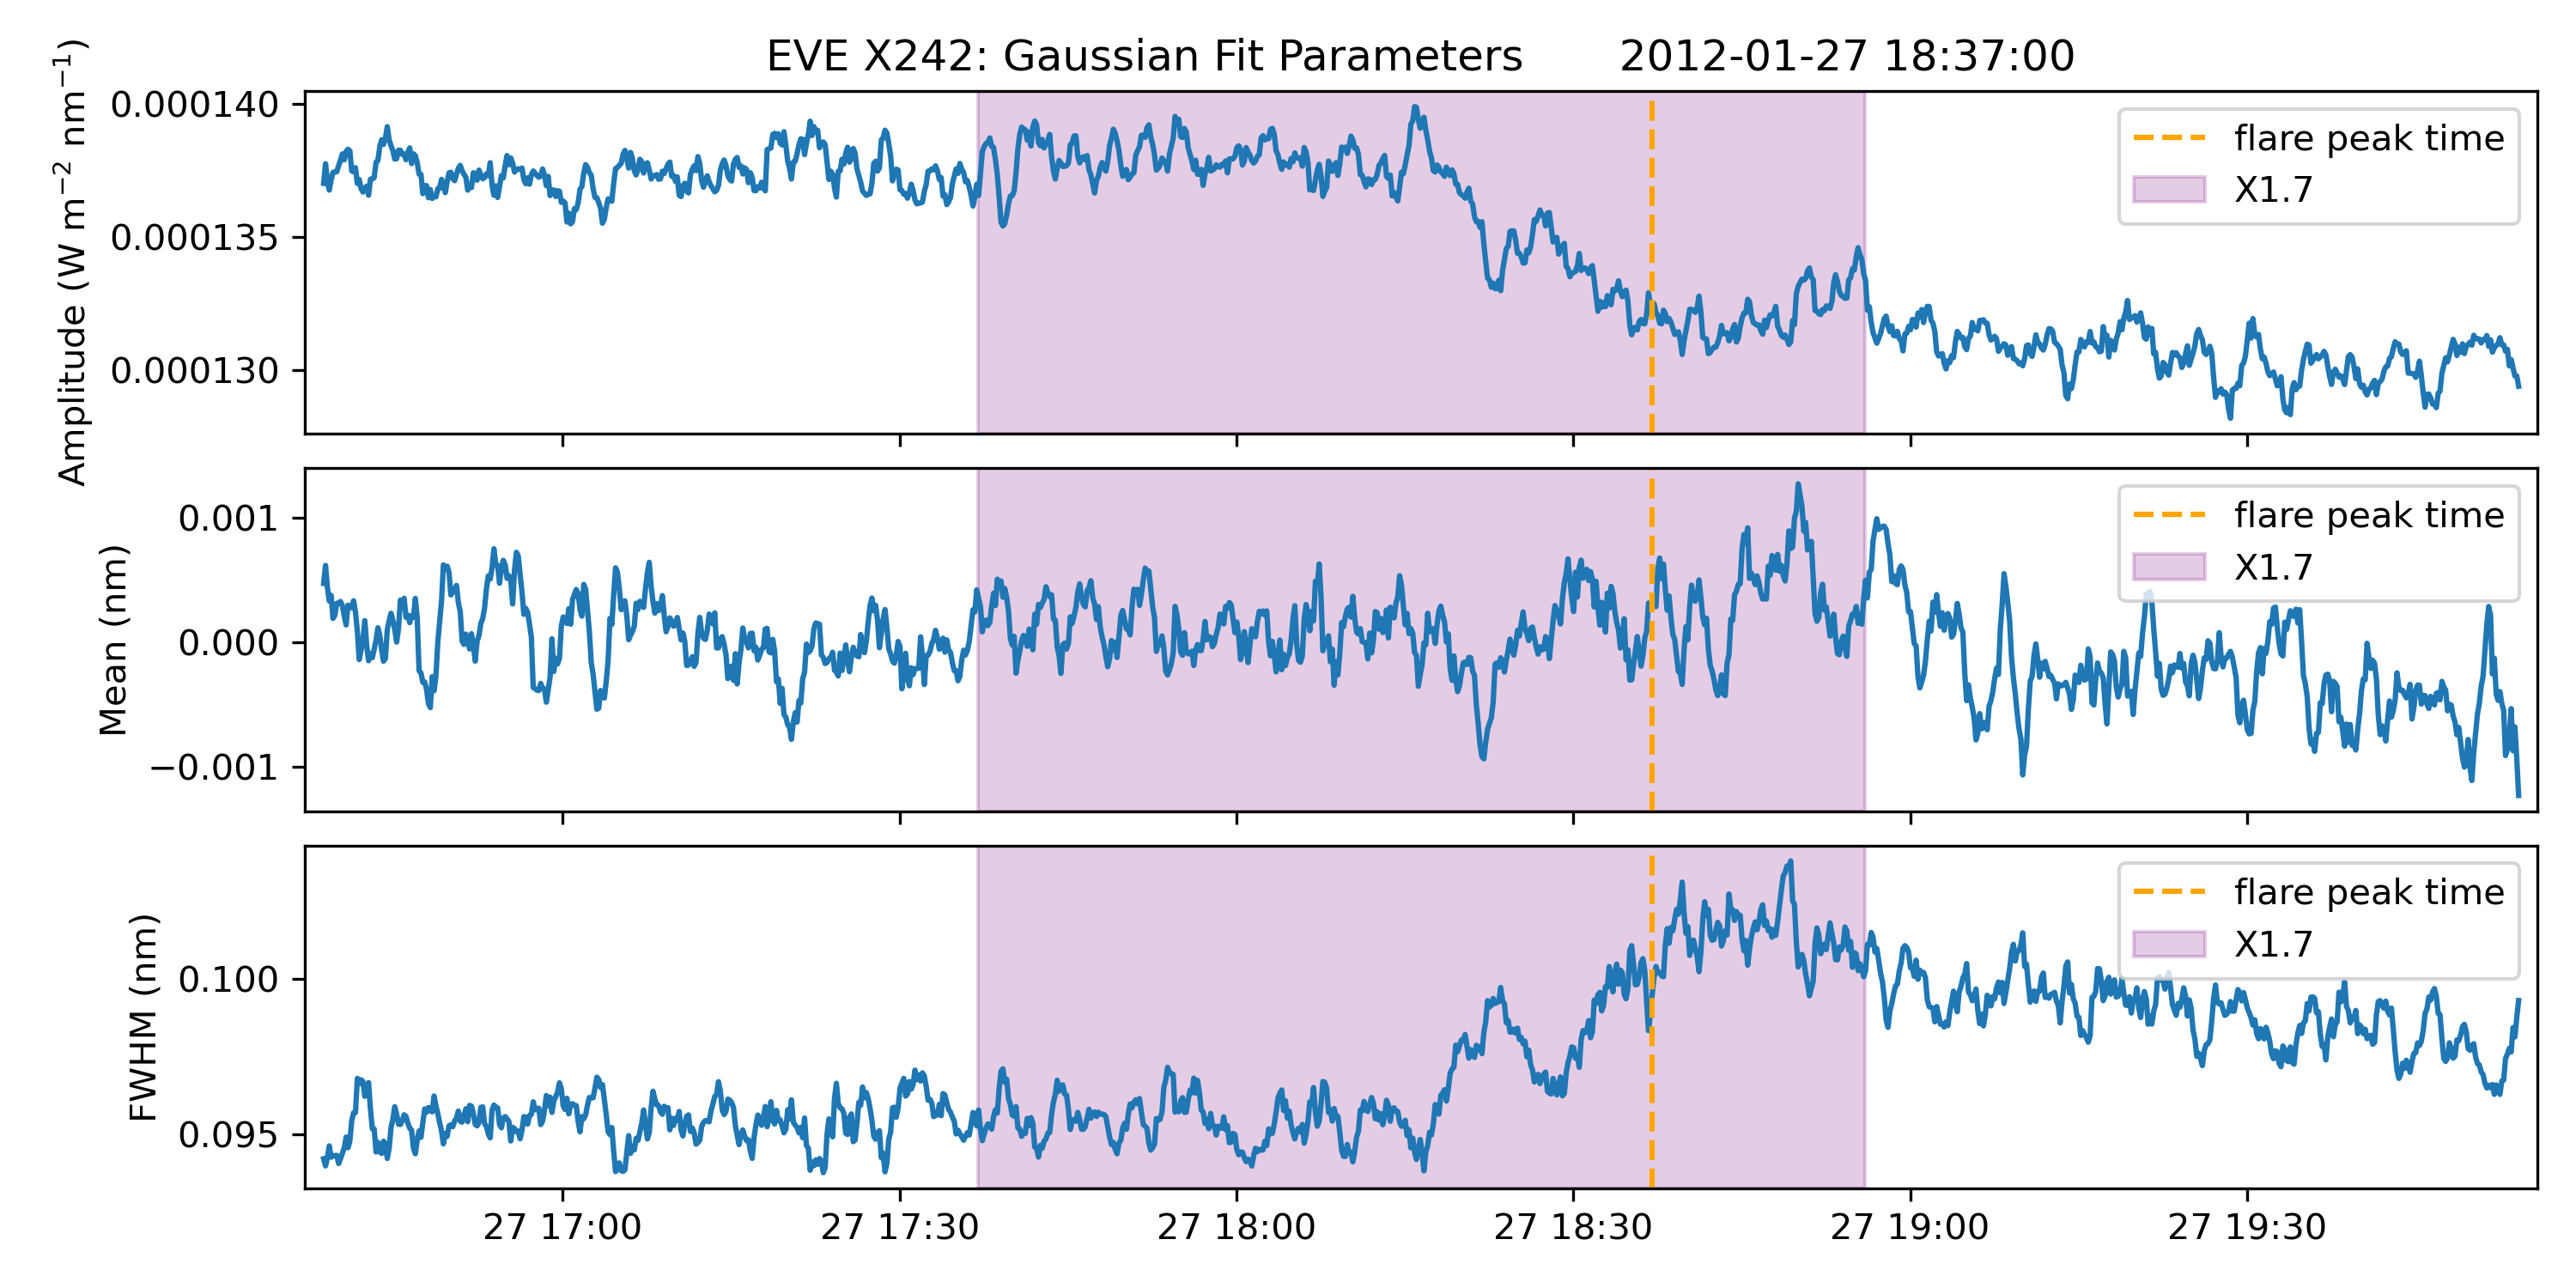 EVE X242: Gaussian Fit Parameters 2012-01-27 18:37:00
Amplitude (W m⁻² nm⁻¹)
0.000140
0.000135
0.000130
flare peak time
X1.7
Mean (nm)
0.001
0.000
−0.001
flare peak time
X1.7
FWHM (nm)
0.100
0.095
flare peak time
X1.7
27 17:00 27 17:30 27 18:00 27 18:30 27 19:00 27 19:30